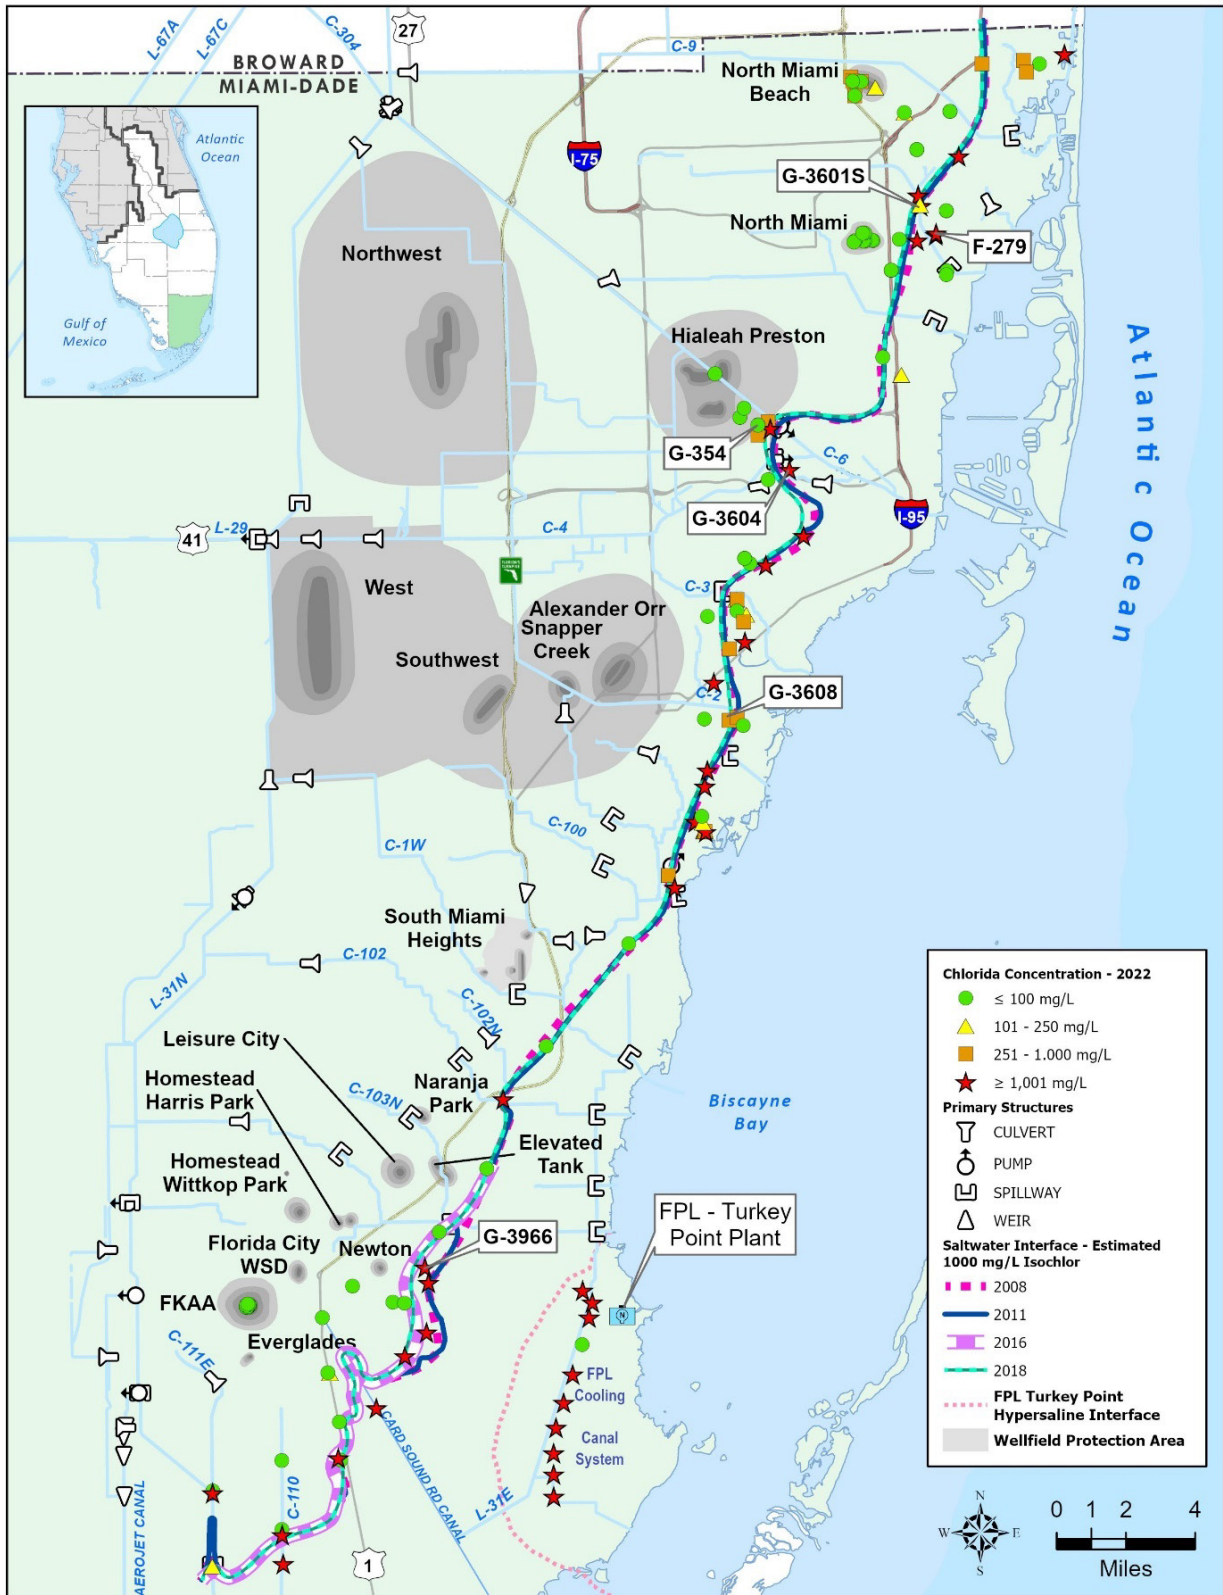 L-67A
L-67C
C-304
27
C-9
BROWARD
MIAMI-DADE
North Miami
Beach
Atlantic
Ocean
Gulf of
Mexico
I-75
G-3601S
North Miami
F-279
Northwest
Hialeah Preston
Atlantic Ocean
G-354
C-6
G-3604
I-95
L-29
41
C-4
West
C-3
Alexander Orr
Snapper
Creek
Southwest
C-2
G-3608
C-100
C-1W
South Miami
Heights
C-102
L-31N
C-102N
Leisure City
Homestead
Harris Park
Naranja
Park
C-103N
Biscayne
Bay
Elevated
Tank
Homestead
Wittkop Park
FPL - Turkey
Point Plant
G-3966
Florida City
WSD
Newton
FKAA
Everglades
C-111E
FPL
Cooling
Canal
System
CARD SOUND RD CANAL
L-31E
C-110
AEROJET CANAL
1
Chlorida Concentration - 2022
≤ 100 mg/L
101 - 250 mg/L
251 - 1.000 mg/L
≥ 1,001 mg/L
Primary Structures
CULVERT
PUMP
SPILLWAY
WEIR
Saltwater Interface - Estimated
1000 mg/L Isochlor
2008
2011
2016
2018
FPL Turkey Point
Hypersaline Interface
Wellfield Protection Area
N
W
E
S
0 1 2 4
Miles